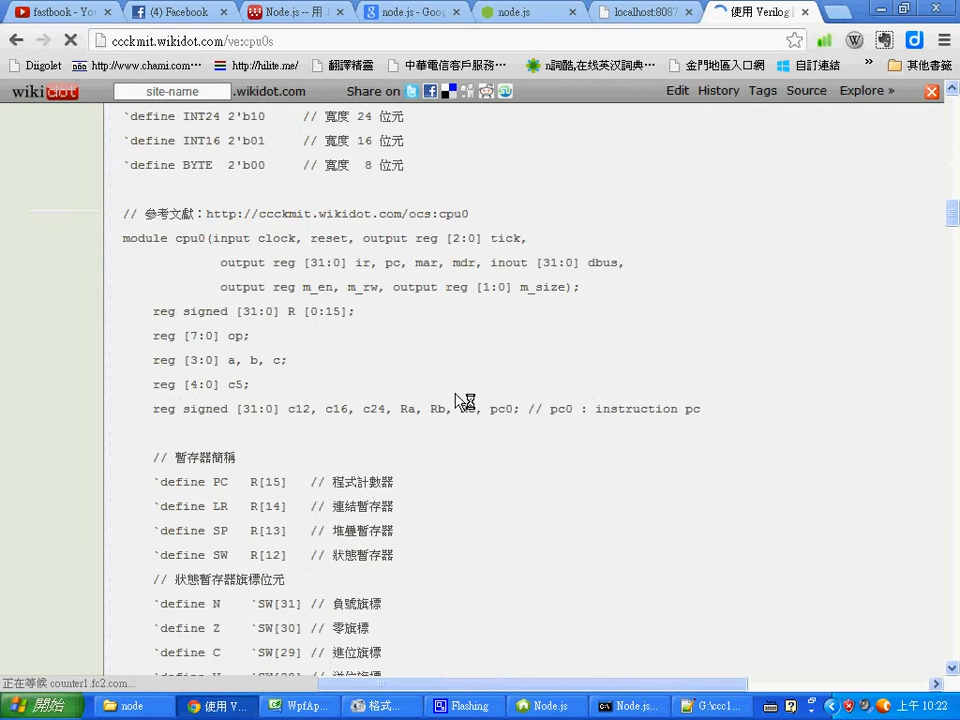 fastbook - Yo
(4) Facebook
Node.js -- 用
node.js - Goo
node.js
localhost:8087
使用 Verilog
ccckmit.wikidot.com/ve:cpu0s
Diigolet
http://www.chami.com…
http://hilite.me/
翻譯精靈
中華電信客戶服務…
n詞酷,在线英汉詞典…
金門地區入口網
自訂連結
»
其他書籤
wikidot
site-name
.wikidot.com
Share on
Edit
History
Tags
Source
Explore »
`define INT24 2'b10 // 寬度 24 位元
`define INT16 2'b01 // 寬度 16 位元
`define BYTE 2'b00 // 寬度 8 位元
// 參考文獻：http://ccckmit.wikidot.com/ocs:cpu0
module cpu0(input clock, reset, output reg [2:0] tick,
output reg [31:0] ir, pc, mar, mdr, inout [31:0] dbus,
output reg m_en, m_rw, output reg [1:0] m_size);
reg signed [31:0] R [0:15];
reg [7:0] op;
reg [3:0] a, b, c;
reg [4:0] c5;
reg signed [31:0] c12, c16, c24, Ra, Rb, pc0; // pc0 : instruction pc
// 暫存器簡稱
`define PC R[15] // 程式計數器
`define LR R[14] // 連結暫存器
`define SP R[13] // 堆疊暫存器
`define SW R[12] // 狀態暫存器
// 狀態暫存器旗標位元
`define N `SW[31] // 負號旗標
`define Z `SW[30] // 零旗標
`define C `SW[29] // 進位旗標
正在等候 counter1.fc2.com...
開始
node
使用 V...
WpfAp...
格式...
Flashing
Node.js
Node.js...
G:\ccc1...
上午 10:22